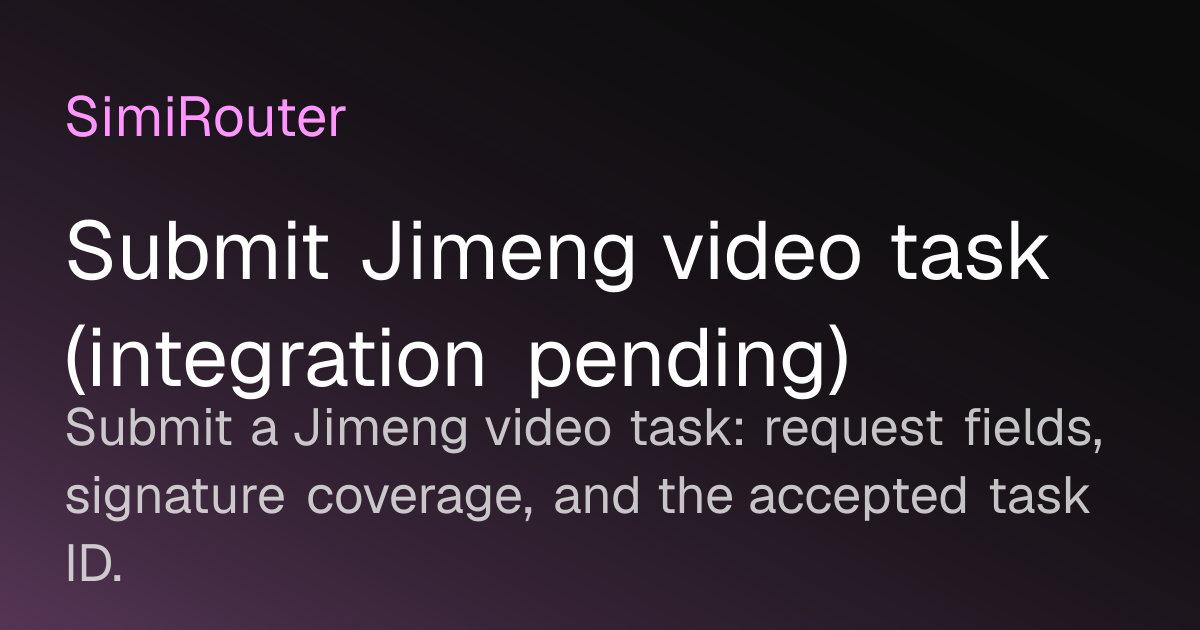 SimiRouter
Submit Jimeng video task
(integration pending)
Submit a Jimeng video task: request fields,
signature coverage, and the accepted task
ID.